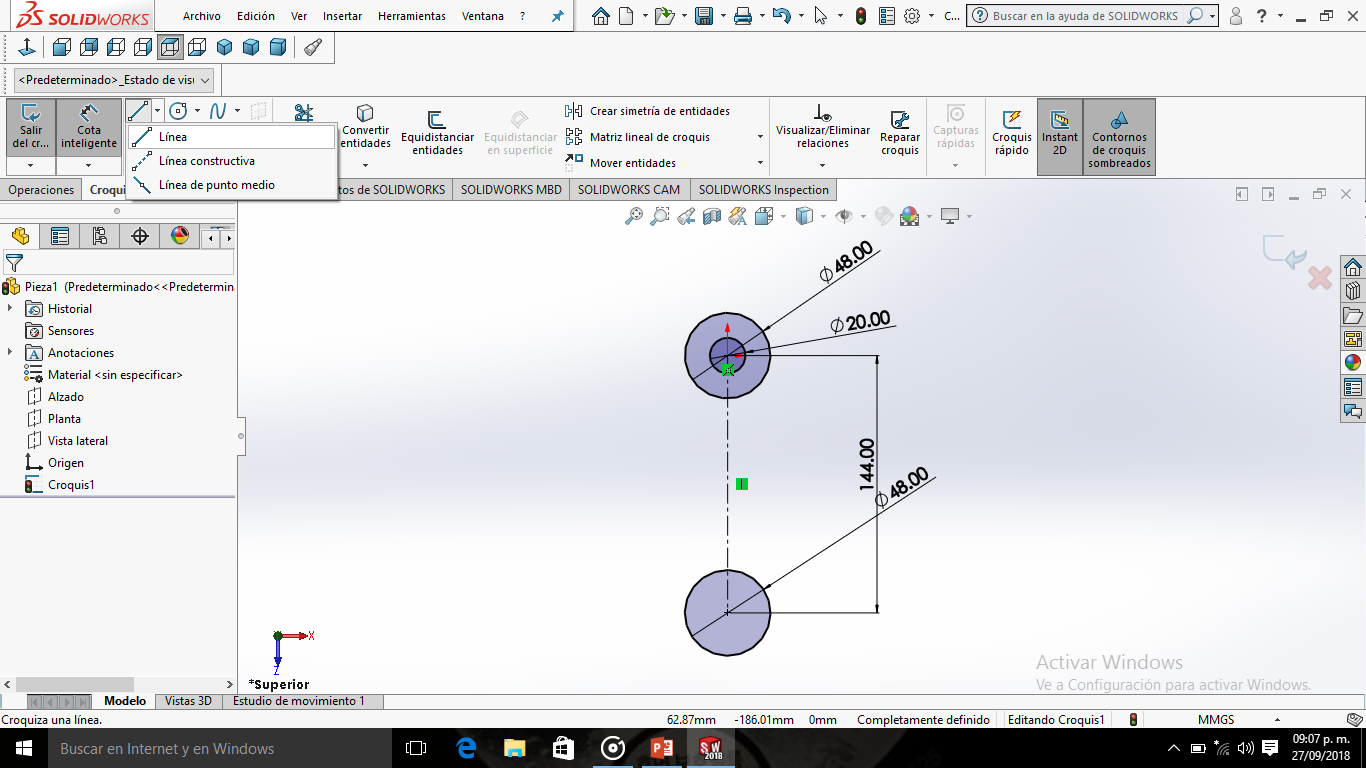 SOLIDWORKS
Archivo Edición Ver Insertar Herramientas Ventana ?
C...
Buscar en la ayuda de SOLIDWORKS
?
<Predeterminado>_Estado de visu
Salir del cr...
Cota inteligente
Línea
Línea constructiva
Línea de punto medio
Convertir entidades
Equidistanciar entidades
Equidistanciar en superficie
Crear simetría de entidades
Matriz lineal de croquis
Mover entidades
Visualizar/Eliminar relaciones
Reparar croquis
Capturas rápidas
Croquis rápido
Instant 2D
Contornos de croquis sombreados
Operaciones Croqui tos de SOLIDWORKS SOLIDWORKS MBD SOLIDWORKS CAM SOLIDWORKS Inspection
Pieza1 (Predeterminado<<Predetermin
Historial
Sensores
Anotaciones
Material <sin especificar>
Alzado
Planta
Vista lateral
Origen
Croquis1
∅48.00
∅20.00
144.00
∅48.00
X
Z
*Superior
Activar Windows
Ve a Configuración para activar Windows.
Modelo Vistas 3D Estudio de movimiento 1
Croquiza una línea.
62.87mm -186.01mm 0mm Completamente definido Editando Croquis1 MMGS
Buscar en Internet y en Windows
SW 2018
09:07 p. m.
27/09/2018